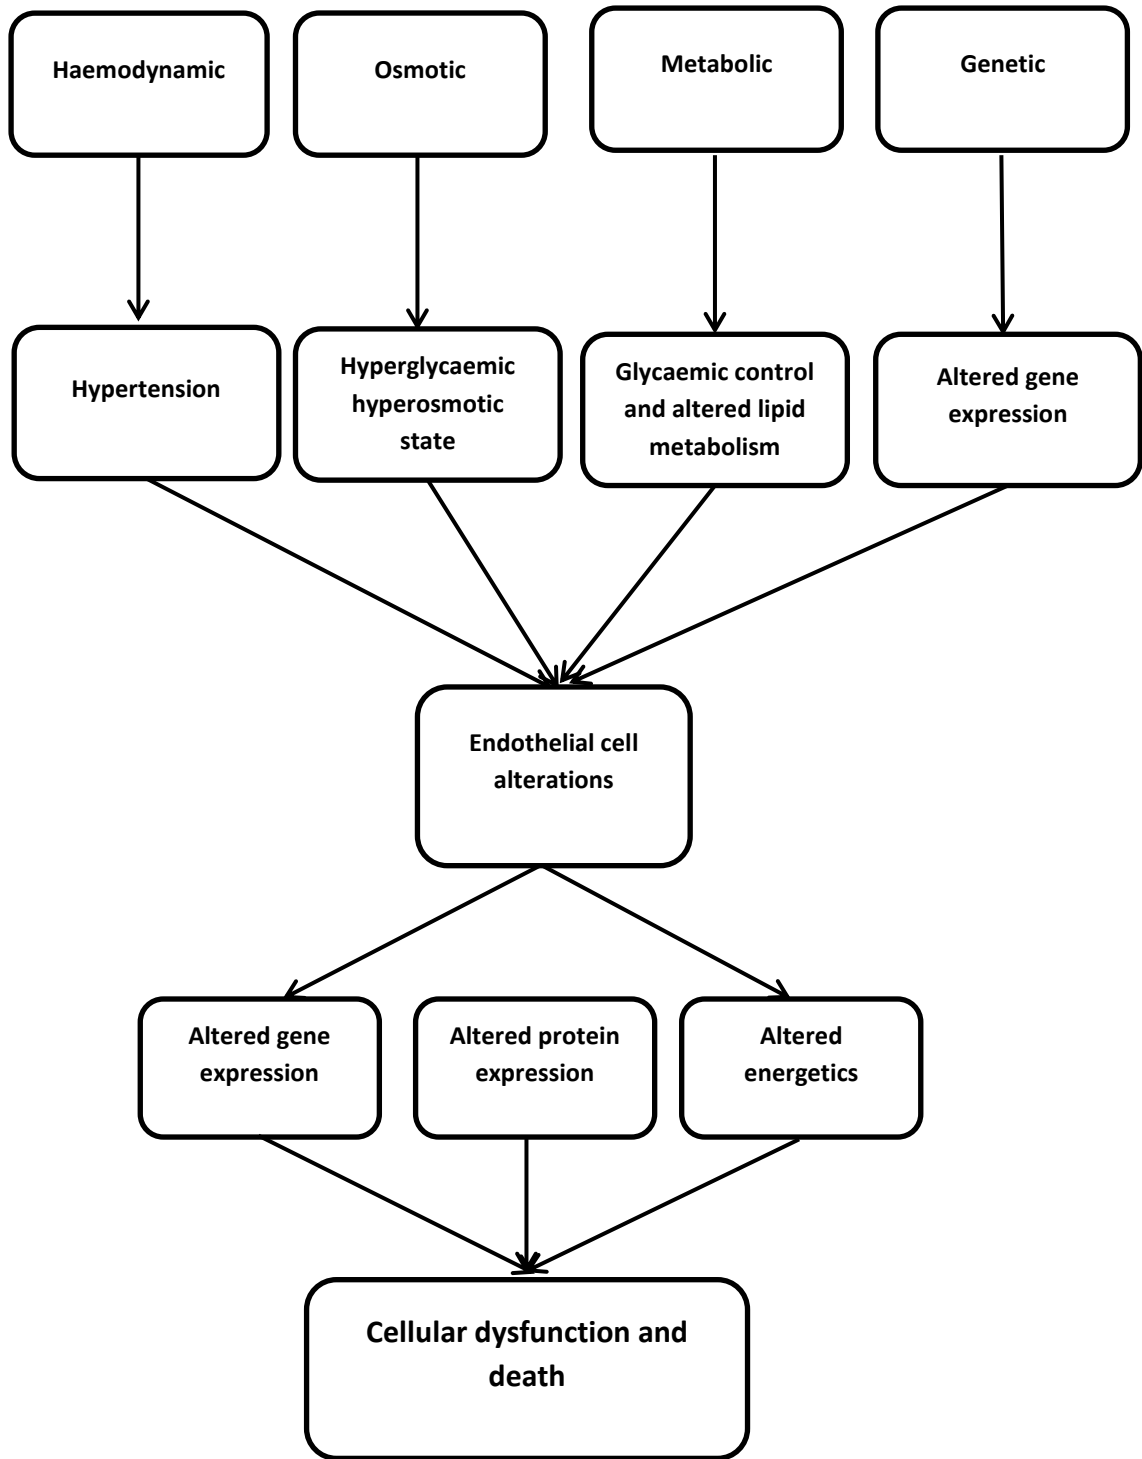 Haemodynamic
Osmotic
Metabolic
Genetic
Hypertension
Hyperglycaemic
hyperosmotic
state
Glycaemic control
and altered lipid
metabolism
Altered gene
expression
Endothelial cell
alterations
Altered gene
expression
Altered protein
expression
Altered
energetics
Cellular dysfunction and
death